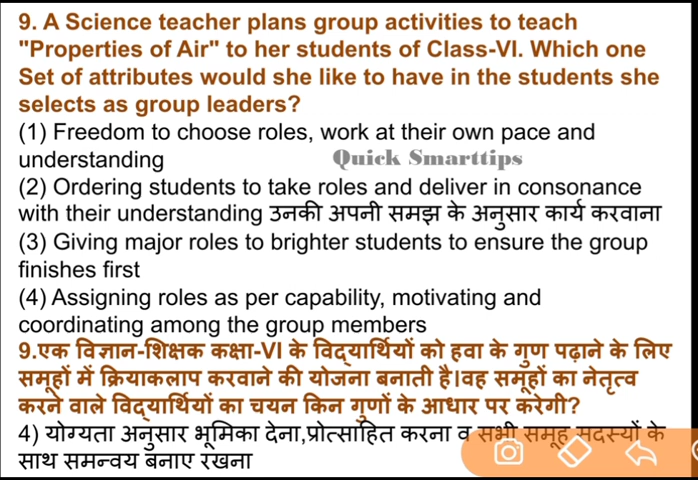 9. A Science teacher plans group activities to teach
"Properties of Air" to her students of Class-VI. Which one
Set of attributes would she like to have in the students she
selects as group leaders?
(1) Freedom to choose roles, work at their own pace and
understanding
Quick Smarttips
(2) Ordering students to take roles and deliver in consonance
with their understanding उनकी अपनी समझ के अनुसार कार्य करवाना
(3) Giving major roles to brighter students to ensure the group
finishes first
(4) Assigning roles as per capability, motivating and
coordinating among the group members
9.एक विज्ञान-शिक्षक कक्षा-VI के विद्यार्थियों को हवा के गुण पढ़ाने के लिए
समूहों में क्रियाकलाप करवाने की योजना बनाती है।वह समूहों का नेतृत्व
करने वाले विद्यार्थियों का चयन किन गुणों के आधार पर करेगी?
4) योग्यता अनुसार भूमिका देना,प्रोत्साहित करना व सभी समूह सदस्यों के
साथ समन्वय बनाए रखना